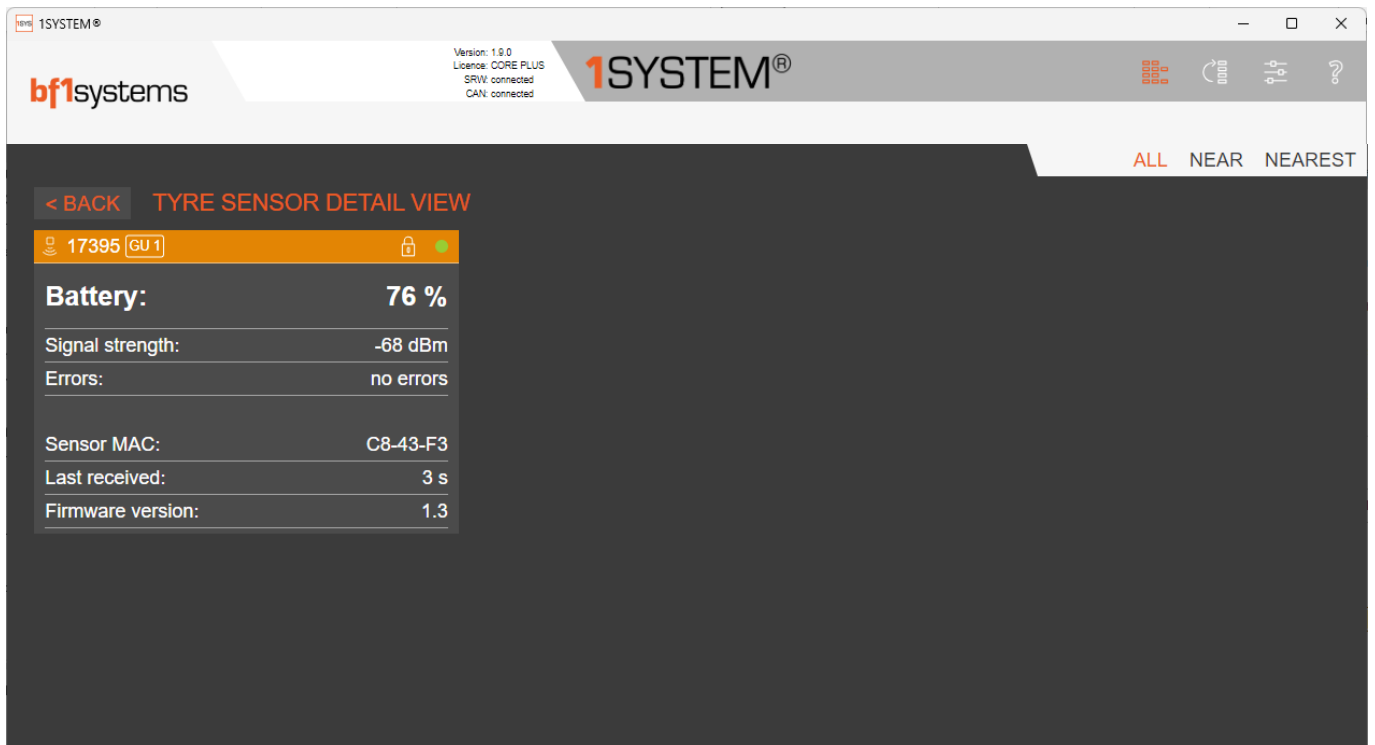 1SYS 1SYSTEM®
bf1systems
Version: 1.9.0
Licence: CORE PLUS
SRW: connected
CAN: connected
1SYSTEM®
ALL NEAR NEAREST
< BACK TYRE SENSOR DETAIL VIEW
17395 GU 1
Battery: 76 %
Signal strength: -68 dBm
Errors: no errors
Sensor MAC: C8-43-F3
Last received: 3 s
Firmware version: 1.3